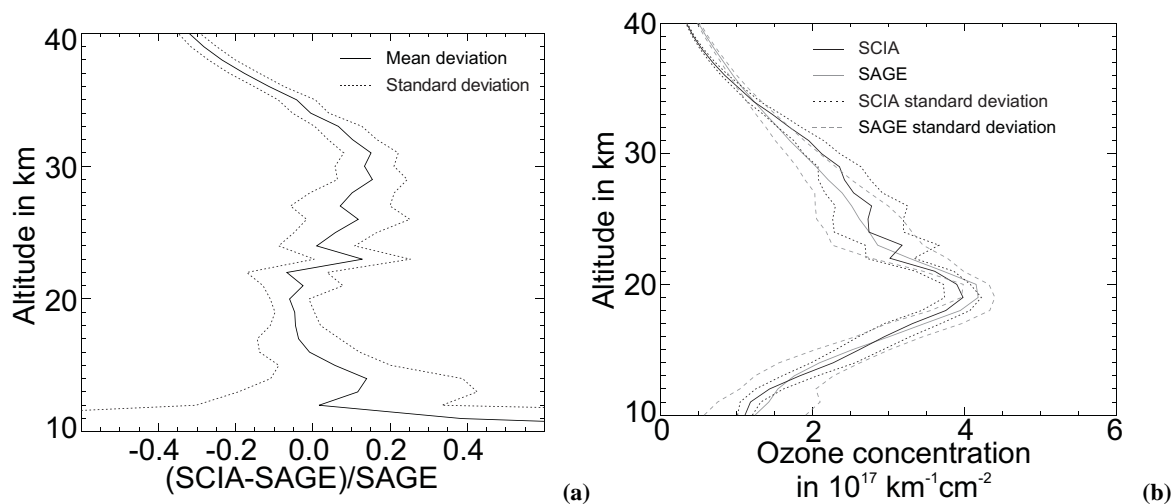 40
30
20
10
Altitude in km
Mean deviation
Standard deviation
-0.4 -0.2 0.0 0.2 0.4
(SCIA-SAGE)/SAGE
(a)
40
30
20
10
Altitude in km
SCIA
SAGE
SCIA standard deviation
SAGE standard deviation
0 2 4 6
Ozone concentration
in 10¹⁷ km⁻¹cm⁻²
(b)